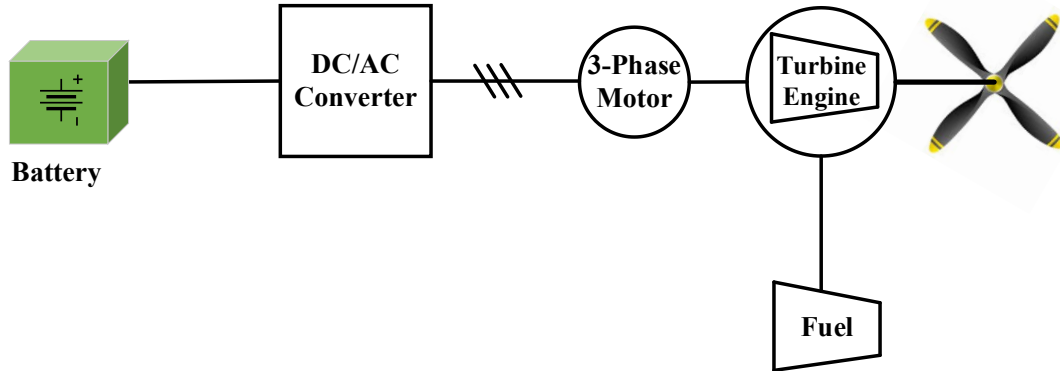 DC/AC
Converter
3-Phase
Motor
Turbine
Engine
Battery
Fuel